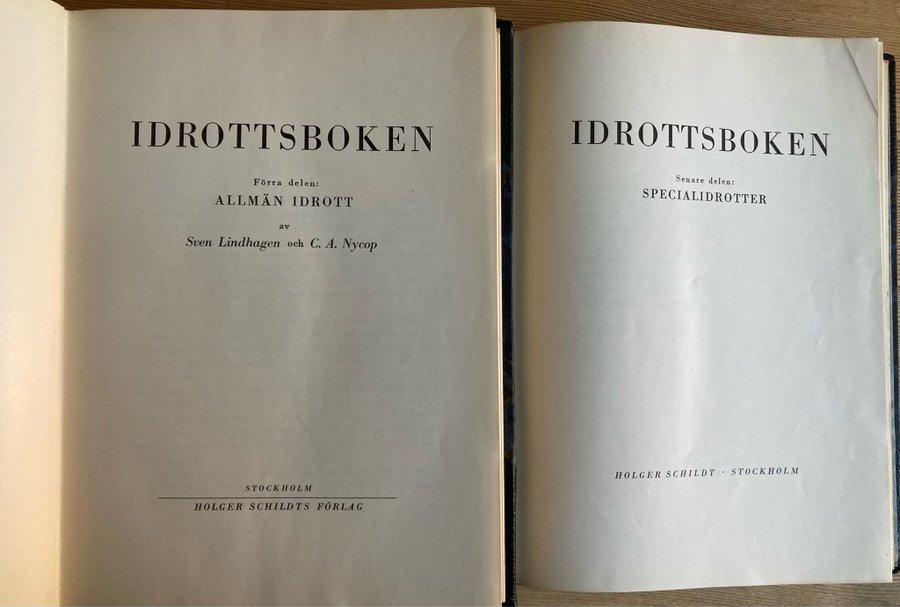 IDROTTSBOKEN
Förra delen:
ALLMÄN IDROTT
av
Sven Lindhagen och C. A. Nycop
STOCKHOLM
HOLGER SCHILDTS FÖRLAG
IDROTTSBOKEN
Senare delen:
SPECIALIDROTTER
HOLGER SCHILDT · STOCKHOLM